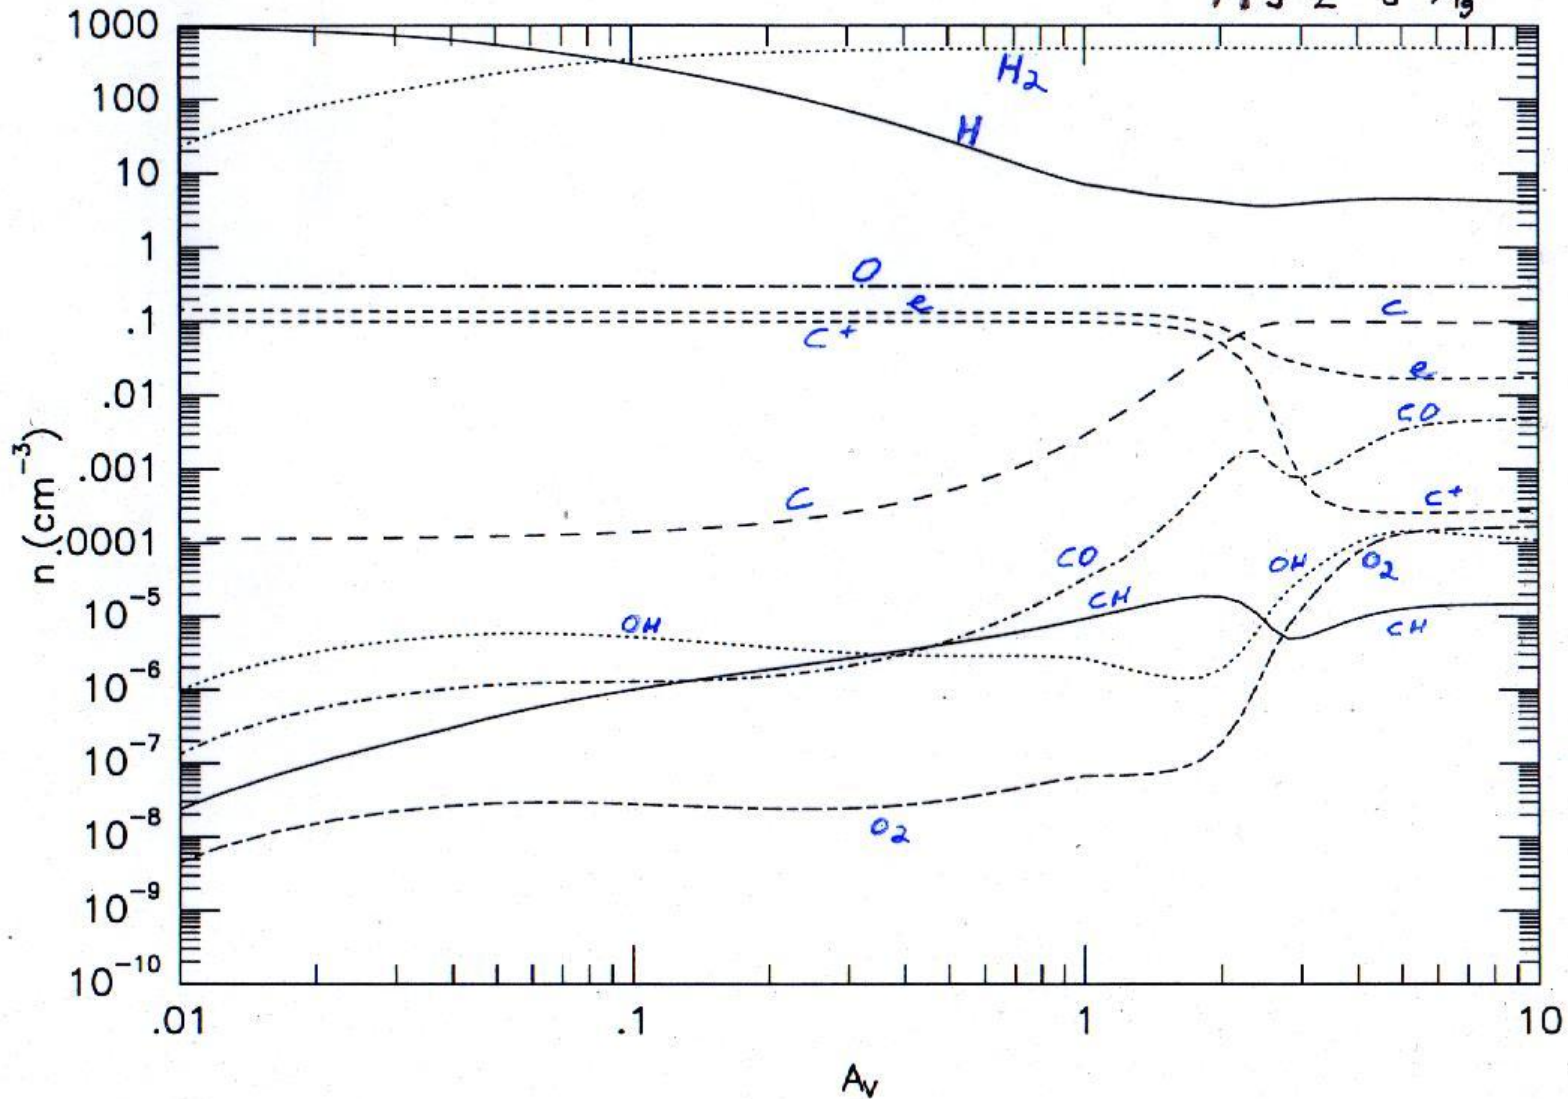 1000
H₂
100
H
10
1
O
e
C
.1
C⁺
e
.01
CO
n (cm⁻³)
.001
C
C⁺
.0001
CO
OH
O₂
10⁻⁵
CH
OH
CH
10⁻⁶
10⁻⁷
O₂
10⁻⁸
10⁻⁹
10⁻¹⁰
.01 .1 1 10
Aᵥ